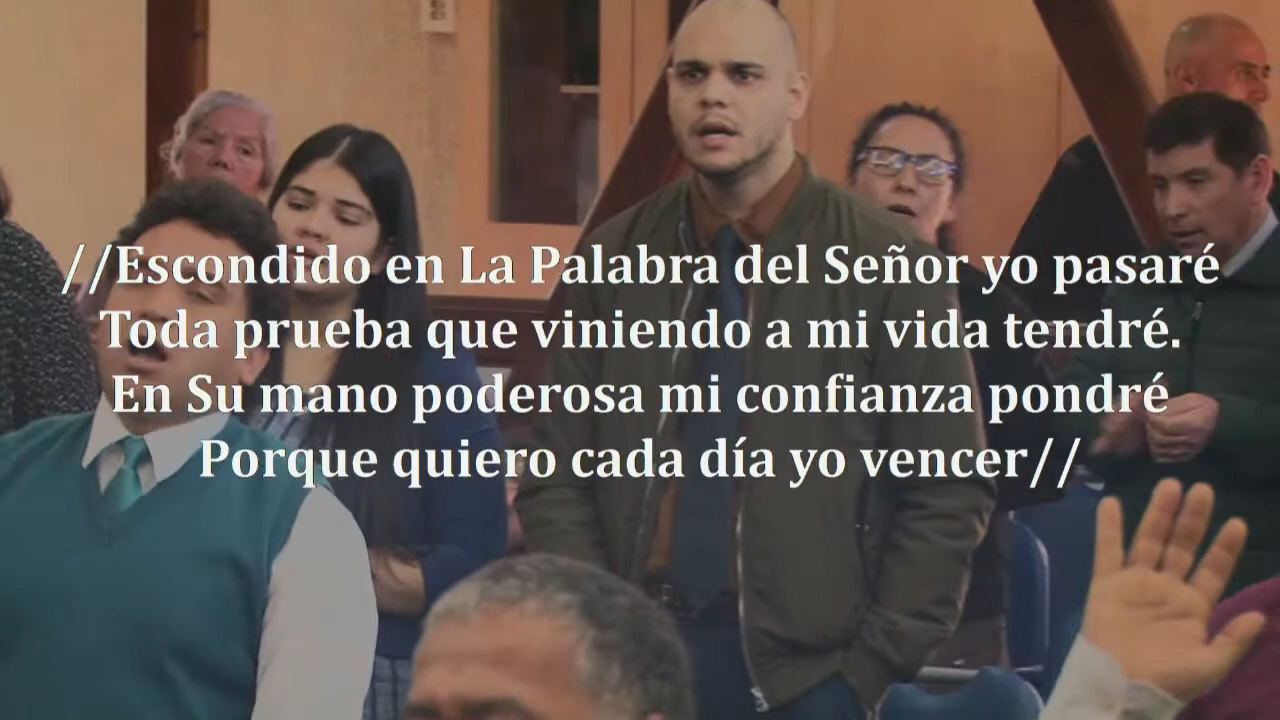 //Escondido en La Palabra del Señor yo pasaré
Toda prueba que viniendo a mi vida tendré.
En Su mano poderosa mi confianza pondré
Porque quiero cada día yo vencer//